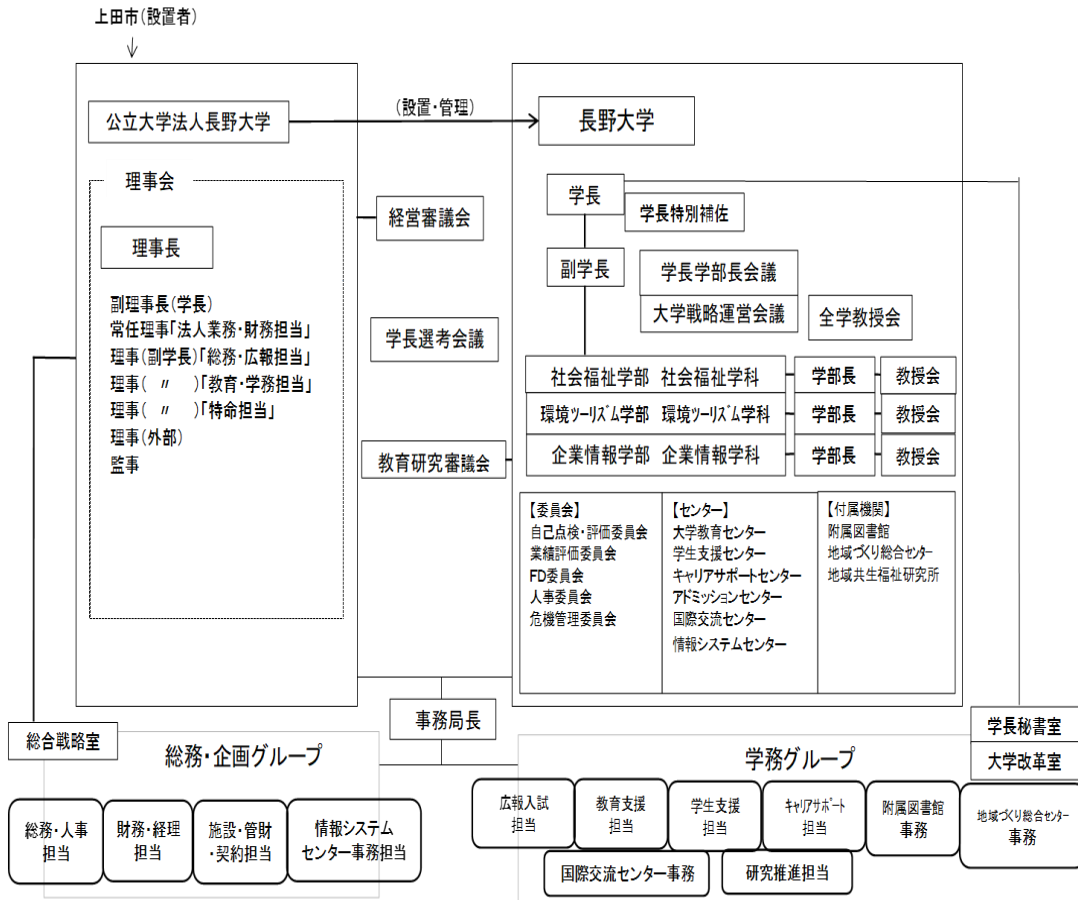 上田市(設置者)
公立大学法人長野大学
(設置・管理)
長野大学
理事会
理事長
副理事長(学長)
常任理事「法人業務・財務担当」
理事(副学長)「総務・広報担当」
理事( 〃 )「教育・学務担当」
理事( 〃 )「特命担当」
理事(外部)
監事
経営審議会
学長選考会議
教育研究審議会
学長
学長特別補佐
副学長
学長学部長会議
大学戦略運営会議
全学教授会
社会福祉学部 社会福祉学科
学部長
教授会
環境ツーリズム学部 環境ツーリズム学科
学部長
教授会
企業情報学部 企業情報学科
学部長
教授会
【委員会】
自己点検・評価委員会
業績評価委員会
FD委員会
人事委員会
危機管理委員会
【センター】
大学教育センター
学生支援センター
キャリアサポートセンター
アドミッションセンター
国際交流センター
情報システムセンター
【付属機関】
附属図書館
地域づくり総合センター
地域共生福祉研究所
事務局長
総合戦略室
学長秘書室
大学改革室
総務・企画グループ
総務・人事
担当
財務・経理
担当
施設・管財
・契約担当
情報システム
センター事務担当
学務グループ
広報入試
担当
教育支援
担当
学生支援
担当
キャリアサポート
担当
附属図書館
事務
地域づくり総合センター
事務
国際交流センター事務
研究推進担当